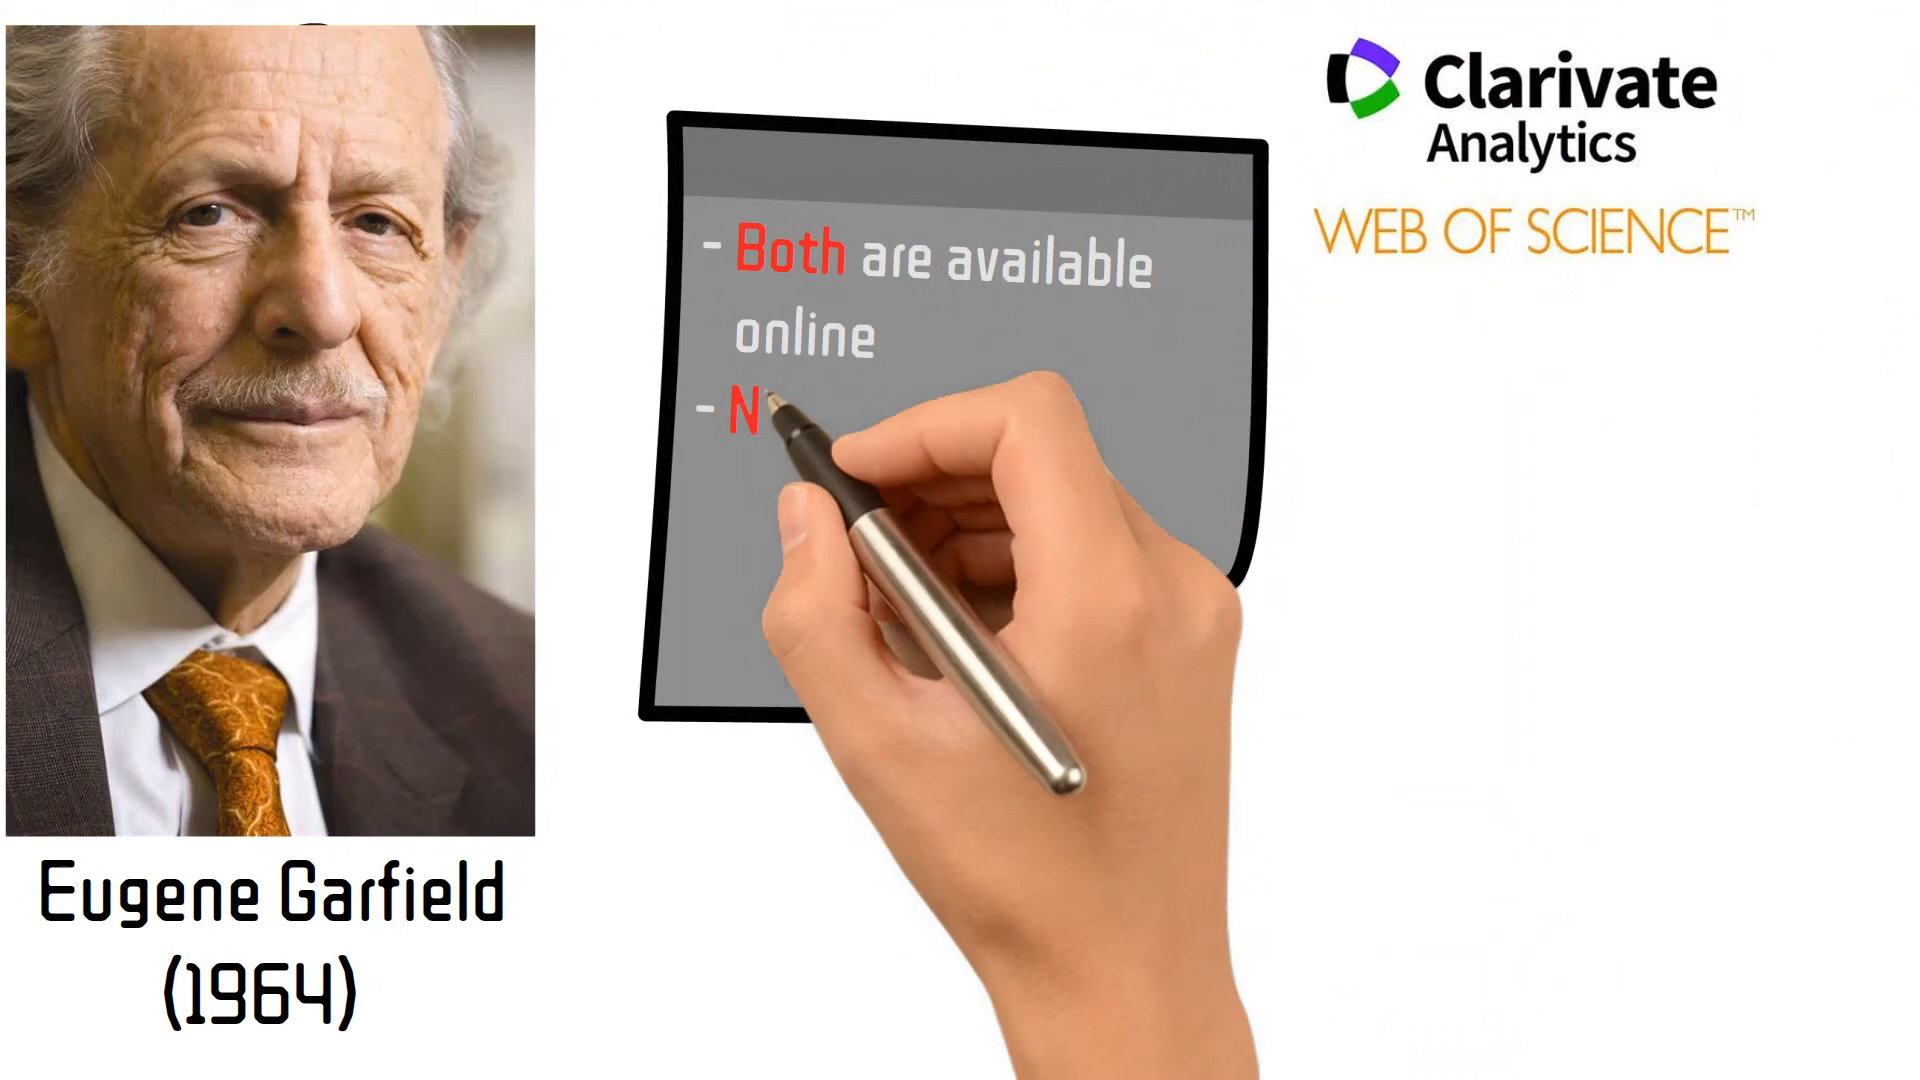 Clarivate
Analytics
WEB OF SCIENCE™
- Both are available
online
- N
Eugene Garfield
(1964)